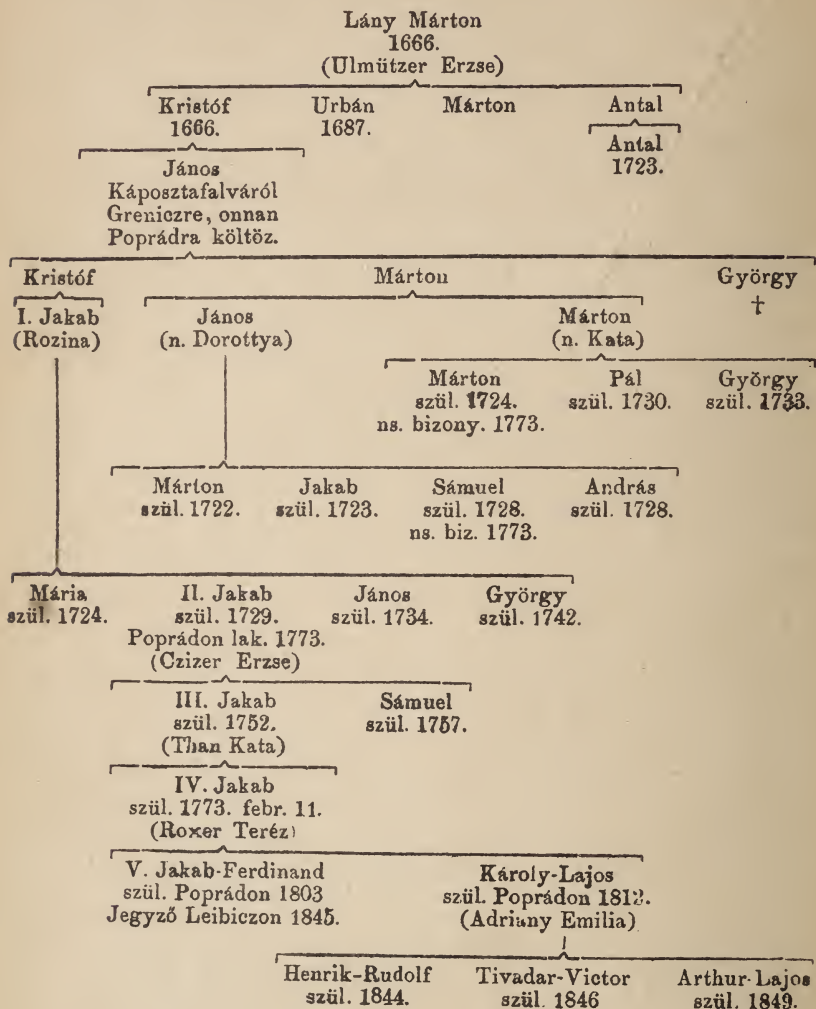 Lány Márton
1666.
(Ulmützer Erzse)
Kristóf Urbán Márton Antal
1666. 1687. Antal
1723.
János
Káposztafalváról
Greniczre, onnan
Poprádra költöz.
Kristóf Márton György
†
I. Jakab János Márton
(Rozina) (n. Dorottya) (n. Kata)
Márton Pál György
szül. 1724. szül. 1730. szül. 1733.
ns. bizony. 1773.
Márton Jakab Sámuel András
szül. 1722. szül. 1723. szül. 1728. szül. 1728.
ns. biz. 1773.
Mária II. Jakab János György
szül. 1724. szül. 1729. szül. 1734. szül. 1742.
Poprádon lak. 1773.
(Czizer Erzse)
III. Jakab Sámuel
szül. 1752. szül. 1757.
(Than Kata)
IV. Jakab
szül. 1773. febr. 11.
(Roxer Teréz)
V. Jakab-Ferdinand Károly-Lajos
szül. Poprádon 1803 szül. Poprádon 1812.
Jegyző Leibiczon 1845. (Adriany Emilia)
Henrik-Rudolf Tivadar-Victor Arthur-Lajos
szül. 1844. szül. 1846 szül. 1849.